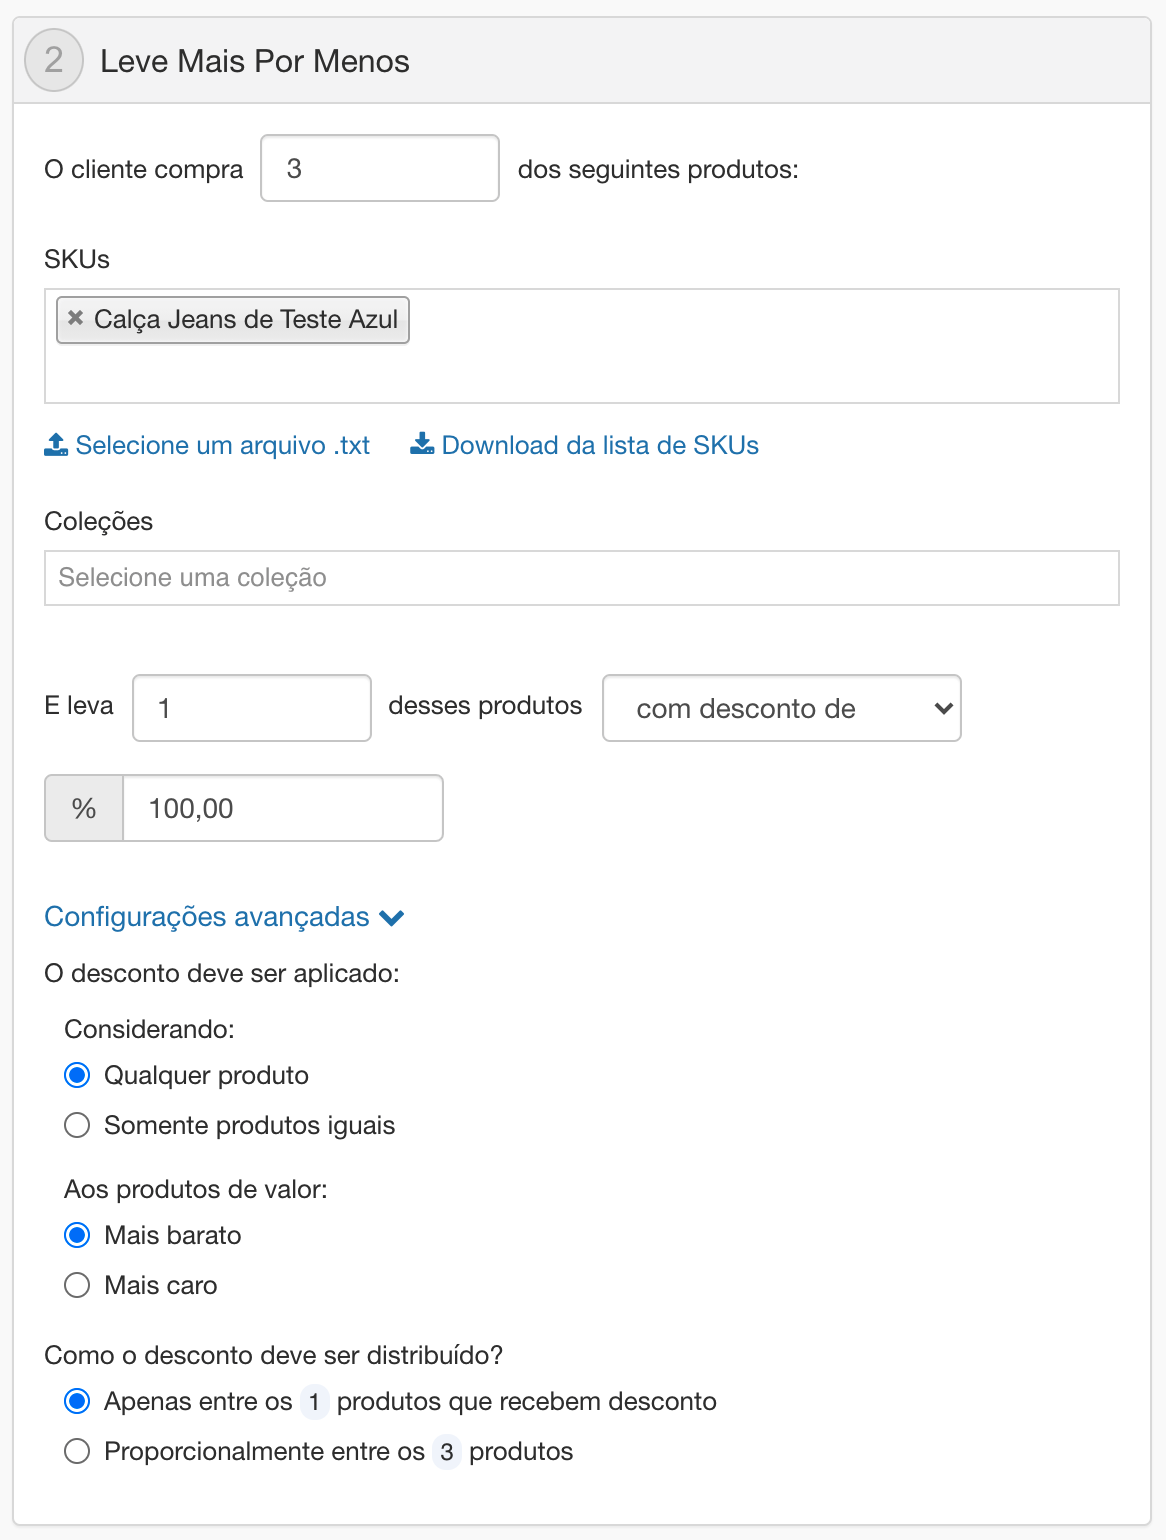 2 Leve Mais Por Menos
O cliente compra 3 dos seguintes produtos:
SKUs
✖ Calça Jeans de Teste Azul
Selecione um arquivo .txt Download da lista de SKUs
Coleções
Selecione uma coleção
E leva 1 desses produtos com desconto de
% 100,00
Configurações avançadas
O desconto deve ser aplicado:
Considerando:
Qualquer produto
Somente produtos iguais
Aos produtos de valor:
Mais barato
Mais caro
Como o desconto deve ser distribuído?
Apenas entre os 1 produtos que recebem desconto
Proporcionalmente entre os 3 produtos